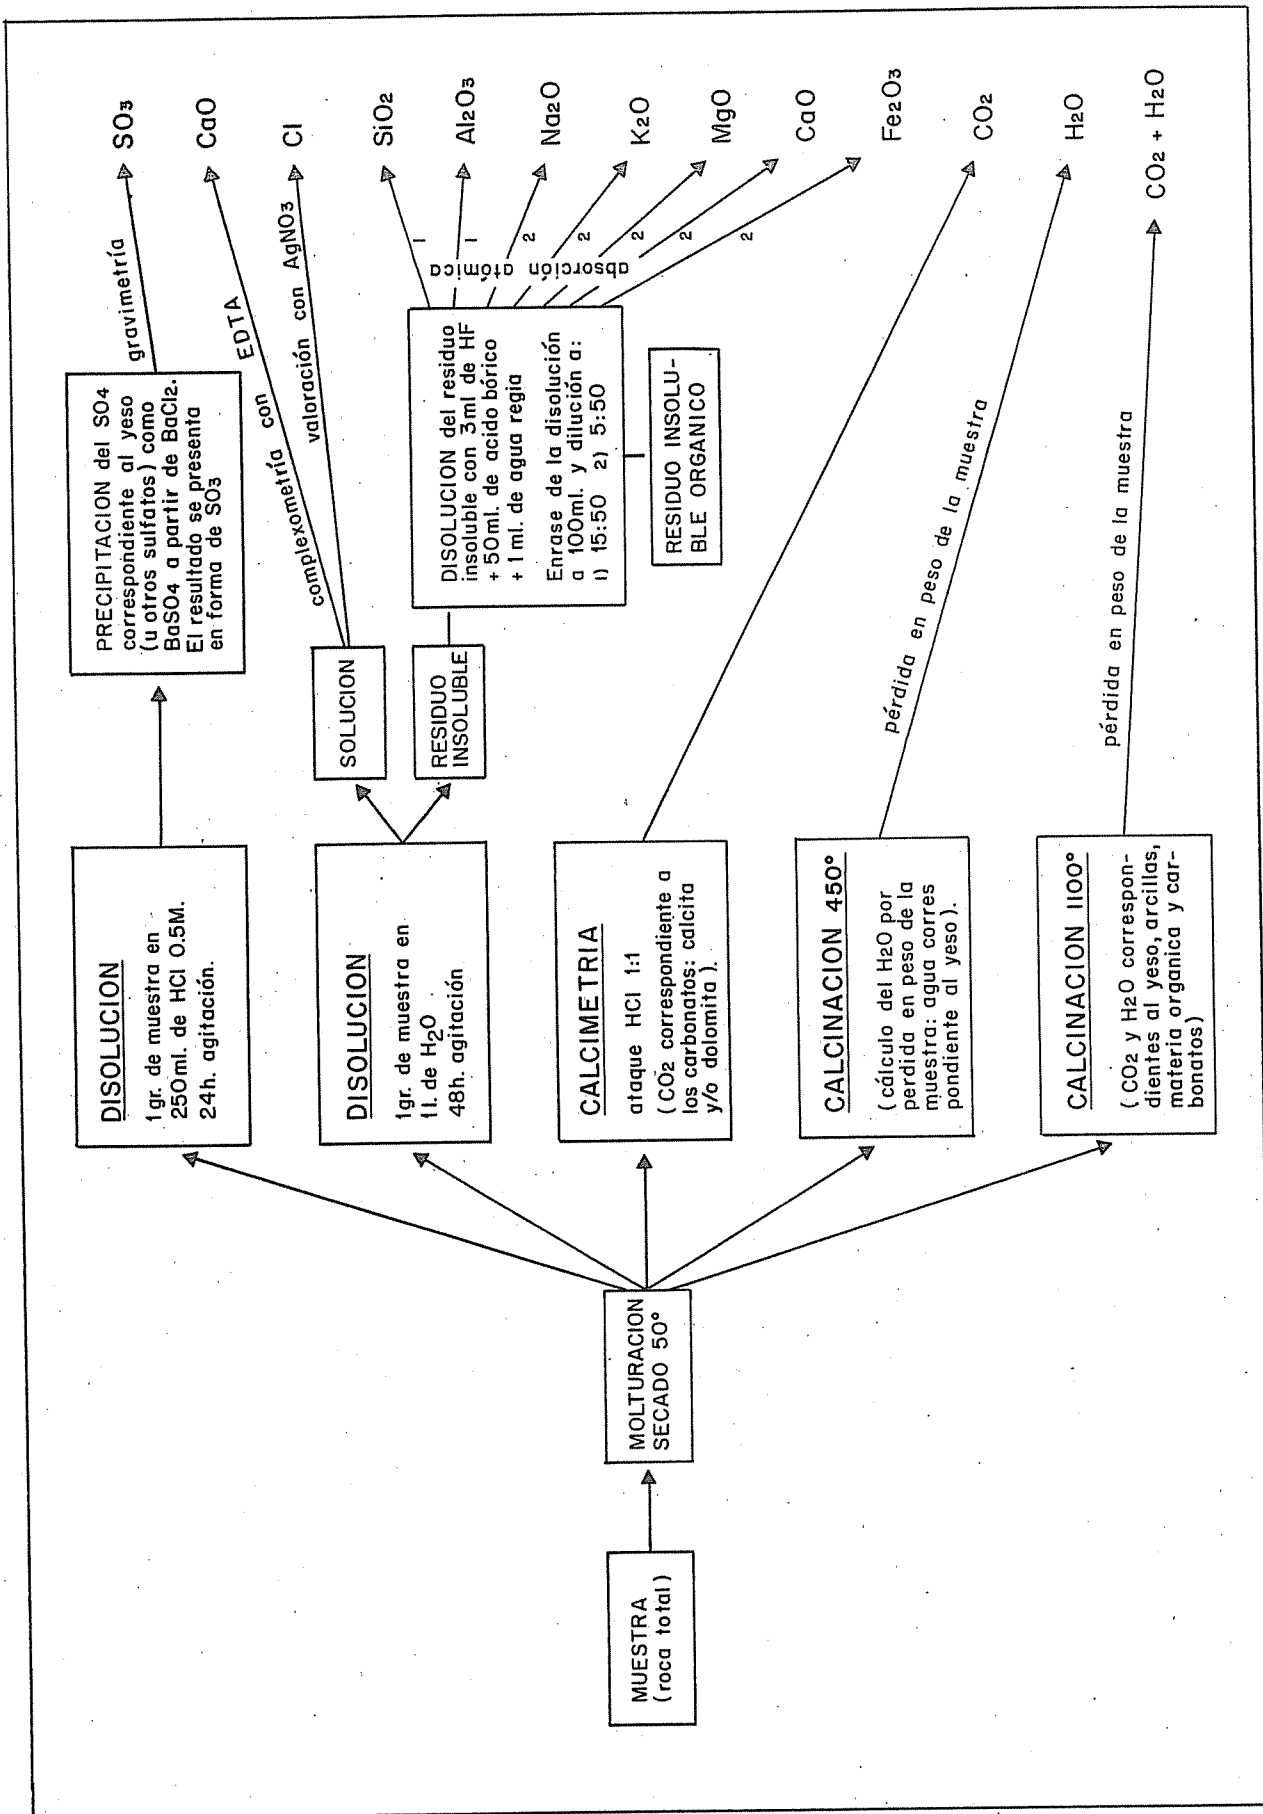 MUESTRA
(roca total)
MOLTURACION
SECADO 50°
DISOLUCION
1 gr. de muestra en
250ml. de HCl 0.5M.
24h. agitación.
PRECIPITACION del SO4
correspondiente al yeso
(u otros sulfatos) como
BaSO4 a partir de BaCl2.
El resultado se presenta
en forma de SO3
gravimetría
SO3
DISOLUCION
1gr. de muestra en
1l. de H2O
48h. agitación
SOLUCION
complexometría con EDTA
CaO
valoración con AgNO3
Cl
RESIDUO
INSOLUBLE
DISOLUCION del residuo
insoluble con 3ml de HF
+ 50ml. de acido bórico
+ 1 ml. de agua regia
Enrase de la disolución
a 100ml. y dilución a:
1) 15:50 2) 5:50
RESIDUO INSOLU-
BLE ORGANICO
absorción atómica
1
SiO2
1
Al2O3
2
Na2O
2
K2O
2
MgO
2
CaO
2
Fe2O3
CALCIMETRIA
ataque HCl 1:1
(CO2 correspondiente a
los carbonatos: calcita
y/o dolomita).
CO2
CALCINACION 450°
(cálculo del H2O por
perdida en peso de la
muestra: agua corres
pondiente al yeso).
pérdida en peso de la muestra
H2O
CALCINACION 1100°
(CO2 y H2O correspon-
dientes al yeso, arcillas,
materia organica y car-
bonatos)
pérdida en peso de la muestra
CO2 + H2O